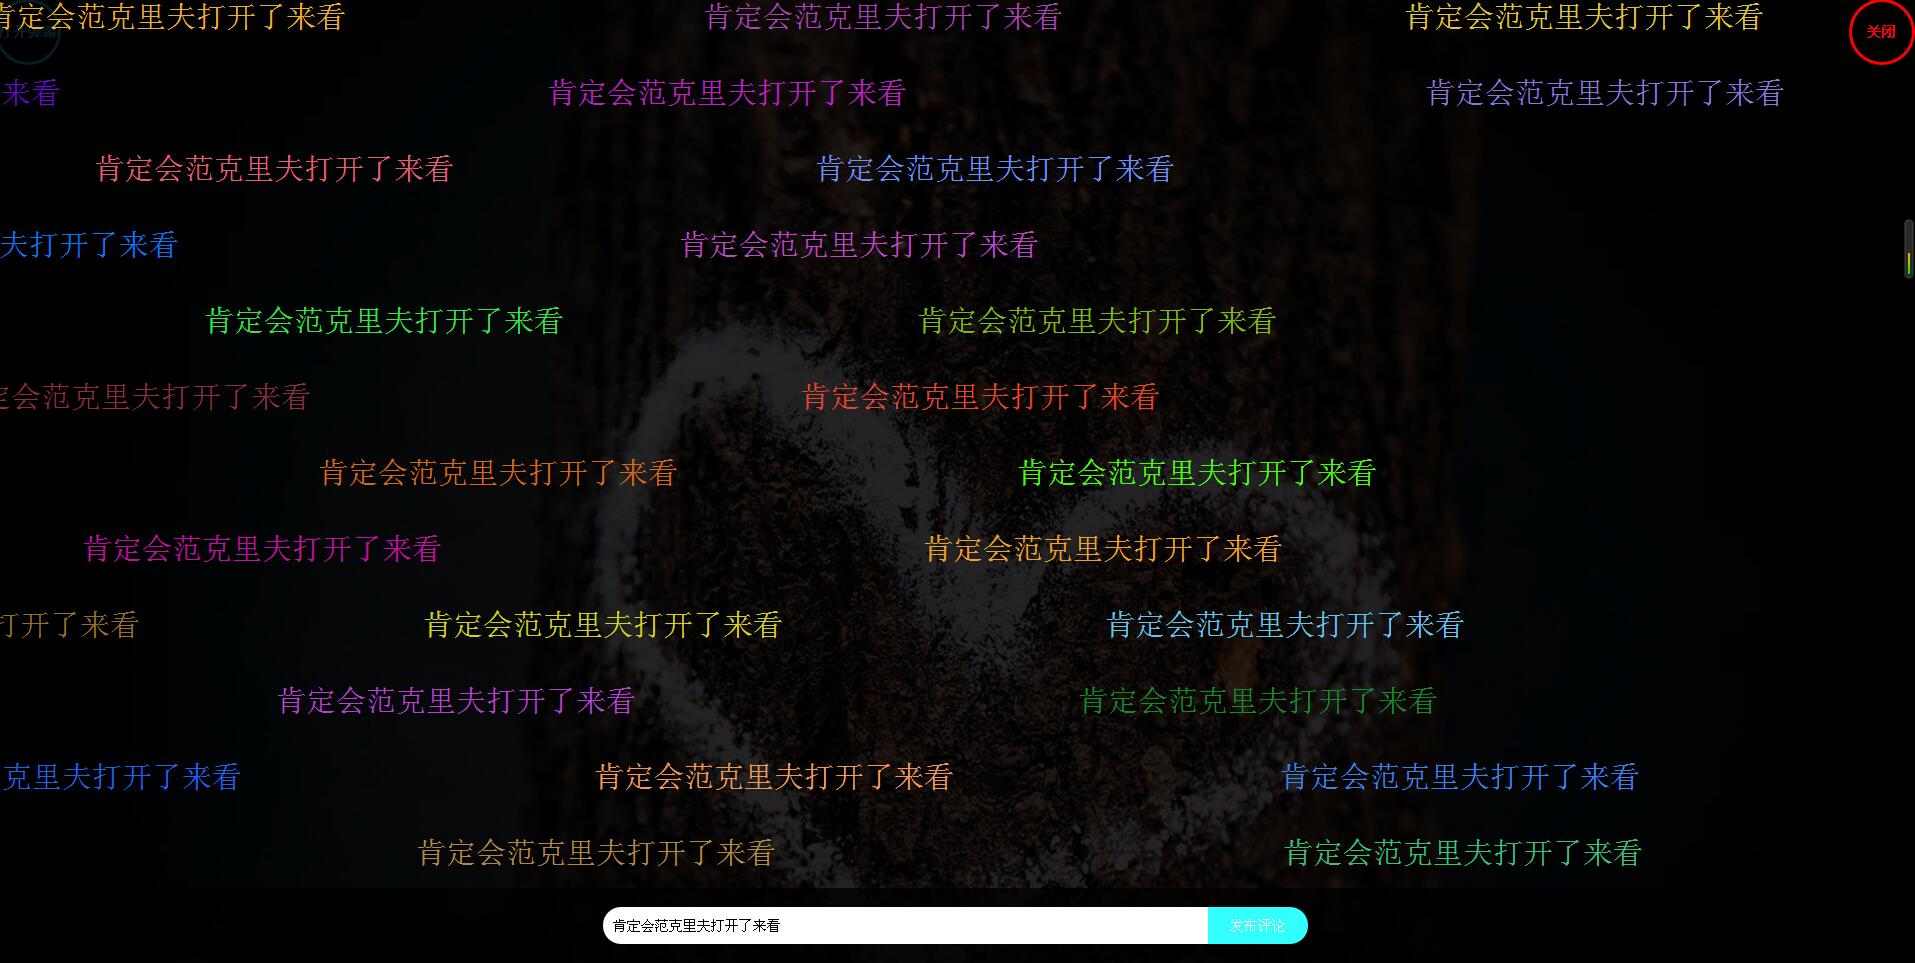 肯定会范克里夫打开了来看 肯定会范克里夫打开了来看 肯定会范克里夫打开了来看
打开弹幕 关闭
来看 肯定会范克里夫打开了来看 肯定会范克里夫打开了来看
肯定会范克里夫打开了来看 肯定会范克里夫打开了来看
夫打开了来看 肯定会范克里夫打开了来看
肯定会范克里夫打开了来看 肯定会范克里夫打开了来看
定会范克里夫打开了来看 肯定会范克里夫打开了来看
肯定会范克里夫打开了来看 肯定会范克里夫打开了来看
肯定会范克里夫打开了来看 肯定会范克里夫打开了来看
打开了来看 肯定会范克里夫打开了来看 肯定会范克里夫打开了来看
肯定会范克里夫打开了来看 肯定会范克里夫打开了来看
克里夫打开了来看 肯定会范克里夫打开了来看 肯定会范克里夫打开了来看
肯定会范克里夫打开了来看 肯定会范克里夫打开了来看
肯定会范克里夫打开了来看 发布评论